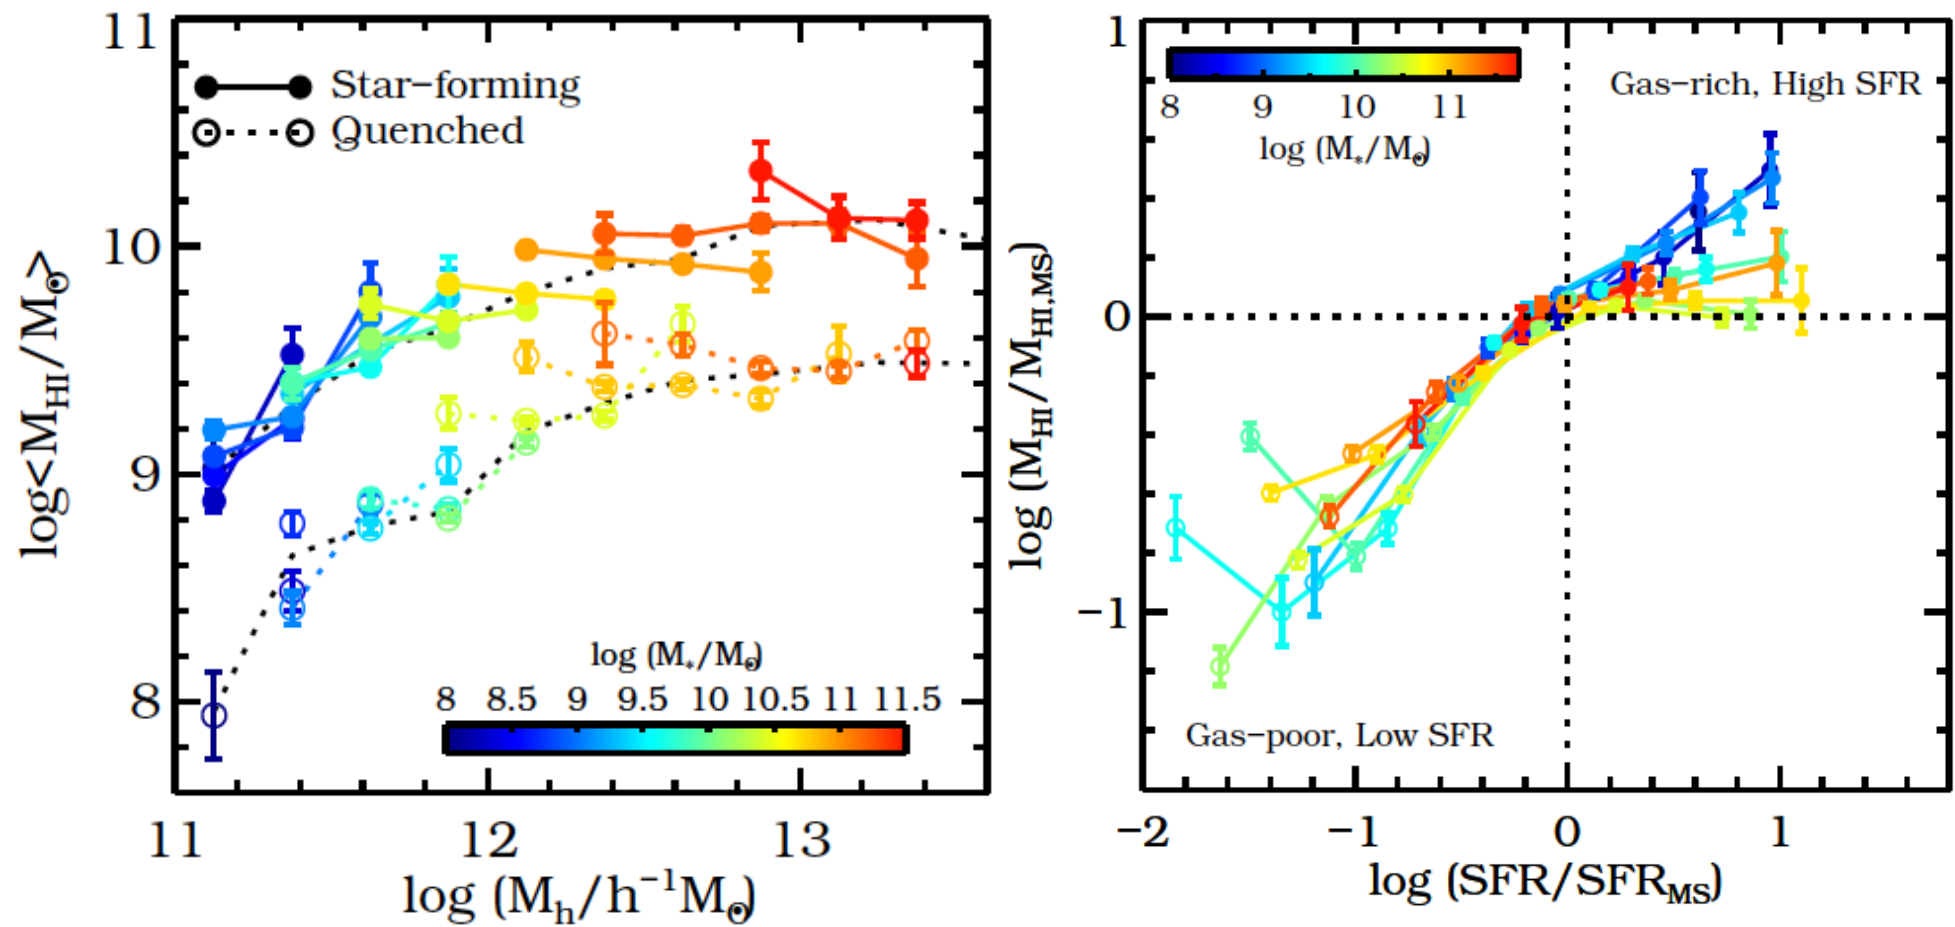 11
10
9
8
log<M_HI/M_⊙>
Star−forming
Quenched
log (M_*/M_⊙)
8 8.5 9 9.5 10 10.5 11 11.5
11 12 13
log (M_h/h^−1M_⊙)
1
0
−1
log (M_HI/M_HI,MS)
8 9 10 11
log (M_*/M_⊙)
Gas−rich, High SFR
Gas−poor, Low SFR
−2 −1 0 1
log (SFR/SFR_MS)